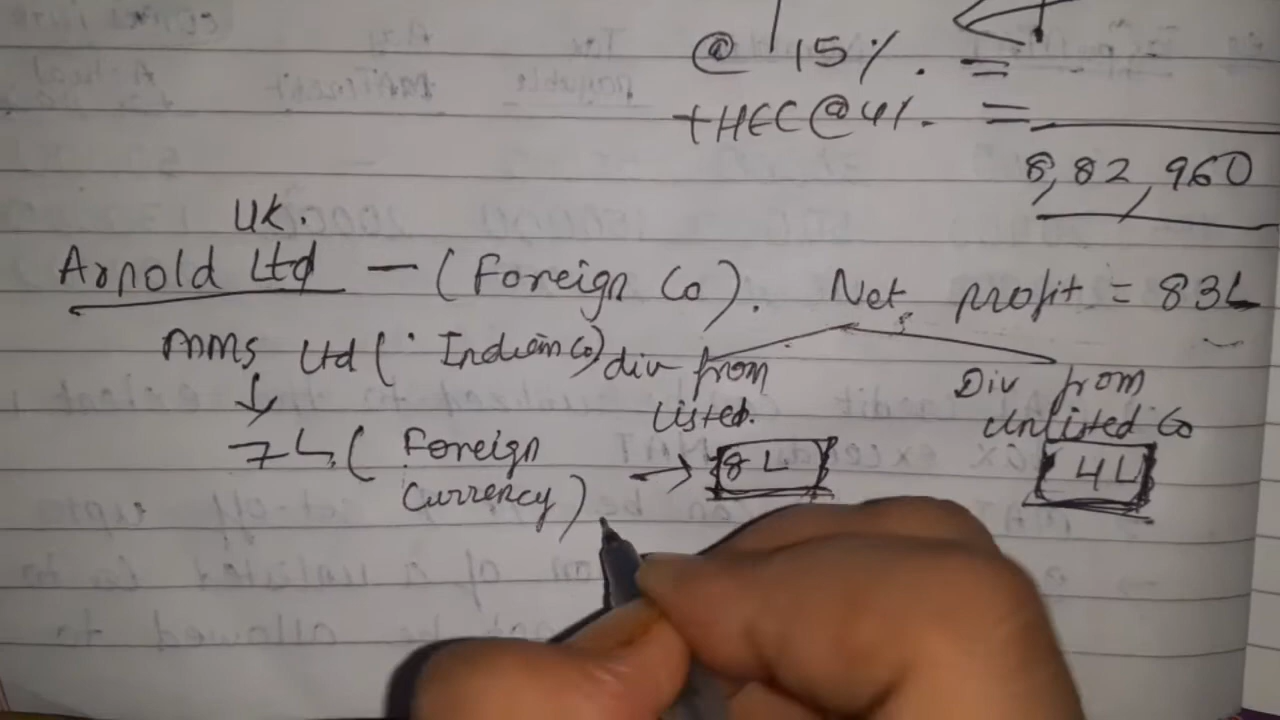 @ 15%. =
+HEC@4%. =
8,82,960
UK.
Arnold Ltd — (Foreign Co). Net profit = 83L
MMS Ltd (Indian Co) div from Listed. Div from Unlisted Co
7L (Foreign Currency) → 8L 4L